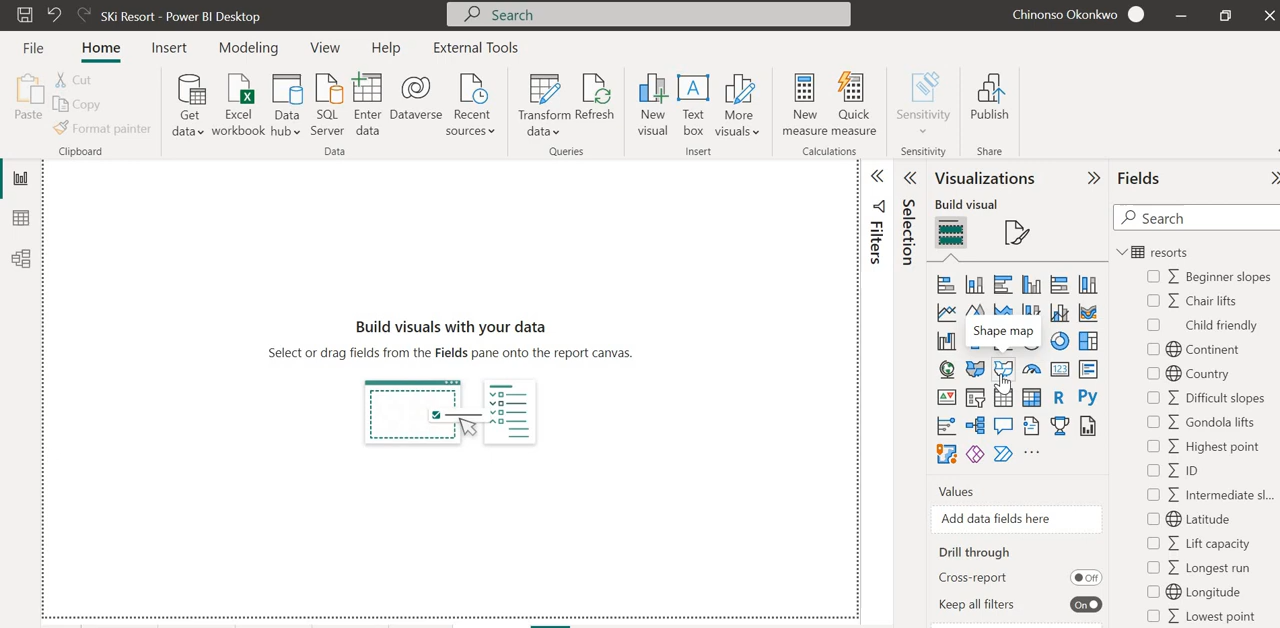 SKi Resort - Power BI Desktop
Search
Chinonso Okonkwo
File Home Insert Modeling View Help External Tools
Paste
Cut
Copy
Format painter
Clipboard
Get data
Excel workbook
Data hub
SQL Server
Enter data
Dataverse
Recent sources
Data
Transform data
Refresh
Queries
New visual
Text box
More visuals
Insert
New measure
Quick measure
Calculations
Sensitivity
Sensitivity
Publish
Share
Build visuals with your data
Select or drag fields from the Fields pane onto the report canvas.
Filters
Selection
Visualizations
Build visual
Shape map
123
R
Py
Values
Add data fields here
Drill through
Cross-report
Off
Keep all filters
On
Fields
Search
resorts
Beginner slopes
Chair lifts
Child friendly
Continent
Country
Difficult slopes
Gondola lifts
Highest point
ID
Intermediate sl...
Latitude
Lift capacity
Longest run
Longitude
Lowest point